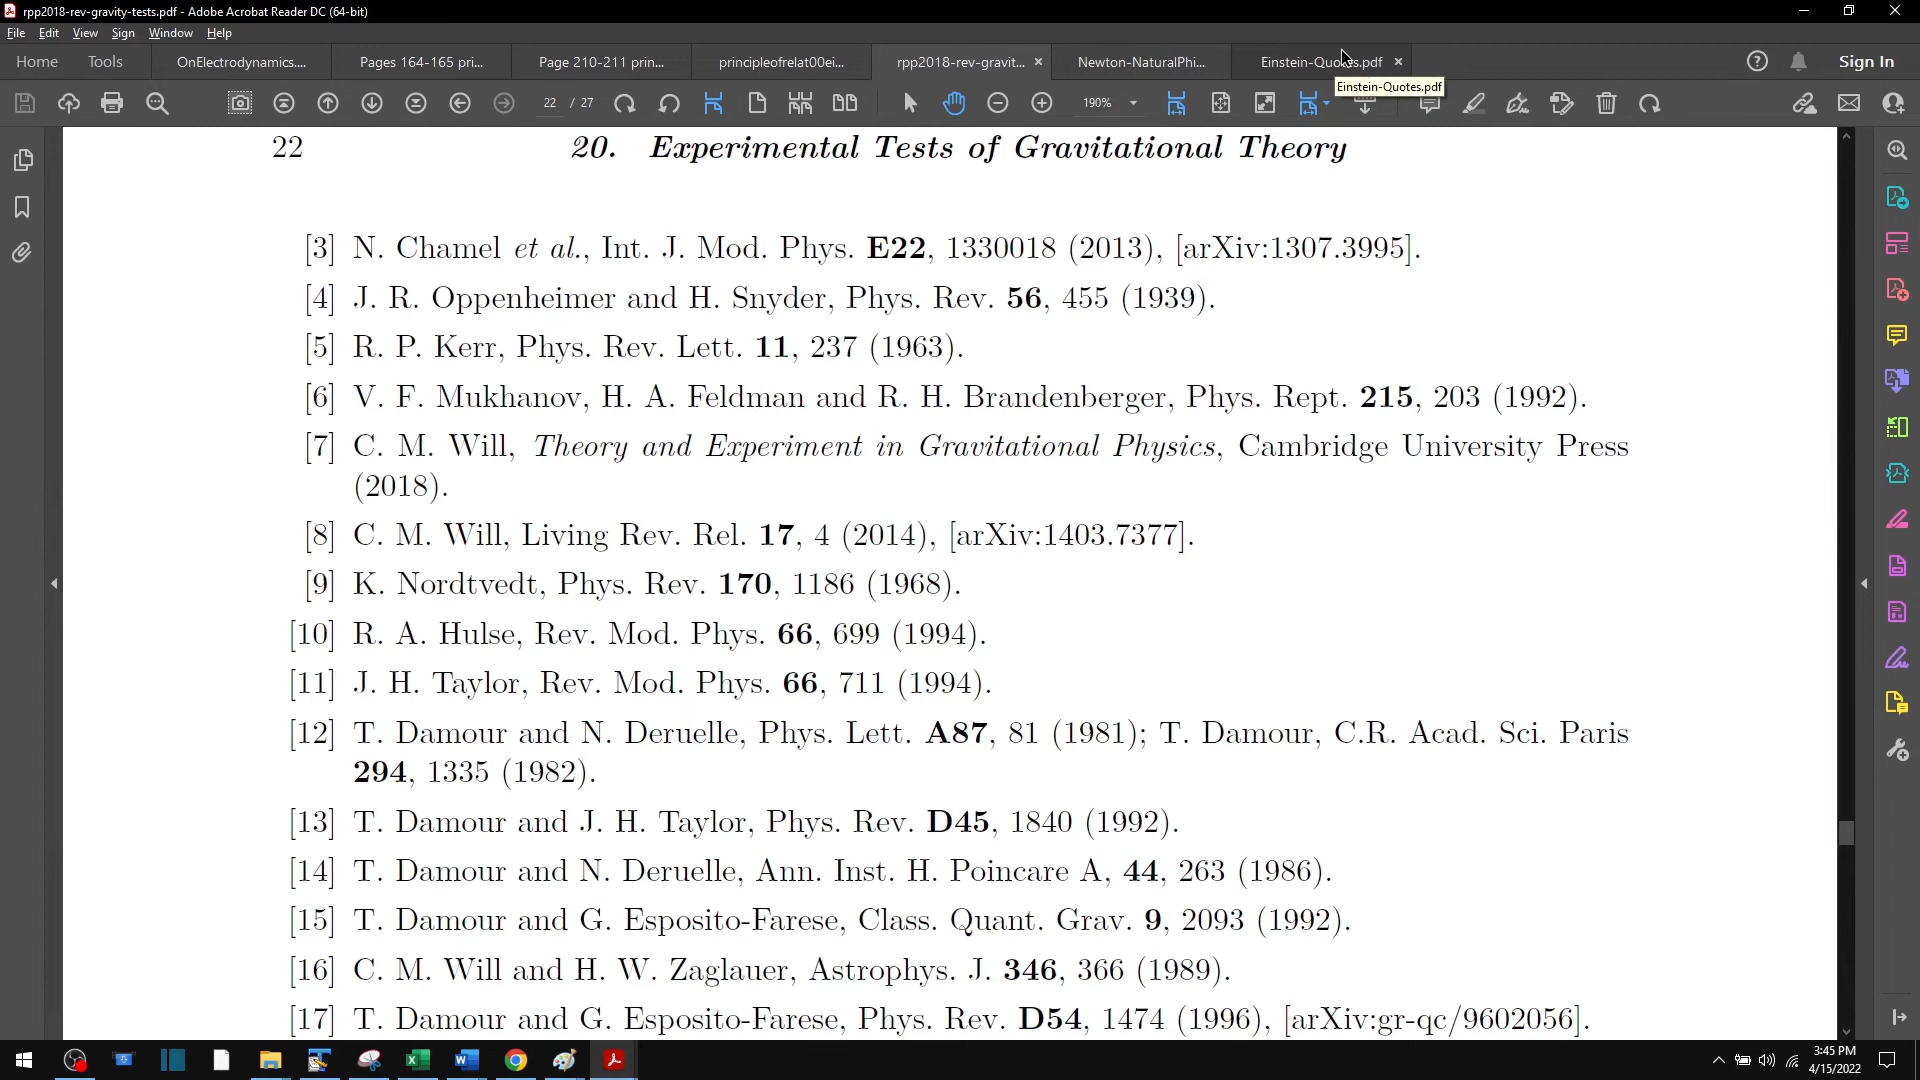 rpp2018-rev-gravity-tests.pdf - Adobe Acrobat Reader DC (64-bit)
File Edit View Sign Window Help
Home Tools OnElectrodynamics.... Pages 164-165 pri... Page 210-211 prin... principleofrelat00ei... rpp2018-rev-gravit... Newton-NaturalPhi... Einstein-Quotes.pdf Sign In
22 / 27 190% Einstein-Quotes.pdf
22 20. Experimental Tests of Gravitational Theory
[3] N. Chamel et al., Int. J. Mod. Phys. E22, 1330018 (2013), [arXiv:1307.3995].
[4] J. R. Oppenheimer and H. Snyder, Phys. Rev. 56, 455 (1939).
[5] R. P. Kerr, Phys. Rev. Lett. 11, 237 (1963).
[6] V. F. Mukhanov, H. A. Feldman and R. H. Brandenberger, Phys. Rept. 215, 203 (1992).
[7] C. M. Will, Theory and Experiment in Gravitational Physics, Cambridge University Press
(2018).
[8] C. M. Will, Living Rev. Rel. 17, 4 (2014), [arXiv:1403.7377].
[9] K. Nordtvedt, Phys. Rev. 170, 1186 (1968).
[10] R. A. Hulse, Rev. Mod. Phys. 66, 699 (1994).
[11] J. H. Taylor, Rev. Mod. Phys. 66, 711 (1994).
[12] T. Damour and N. Deruelle, Phys. Lett. A87, 81 (1981); T. Damour, C.R. Acad. Sci. Paris
294, 1335 (1982).
[13] T. Damour and J. H. Taylor, Phys. Rev. D45, 1840 (1992).
[14] T. Damour and N. Deruelle, Ann. Inst. H. Poincare A, 44, 263 (1986).
[15] T. Damour and G. Esposito-Farese, Class. Quant. Grav. 9, 2093 (1992).
[16] C. M. Will and H. W. Zaglauer, Astrophys. J. 346, 366 (1989).
[17] T. Damour and G. Esposito-Farese, Phys. Rev. D54, 1474 (1996), [arXiv:gr-qc/9602056].
3:45 PM
4/15/2022